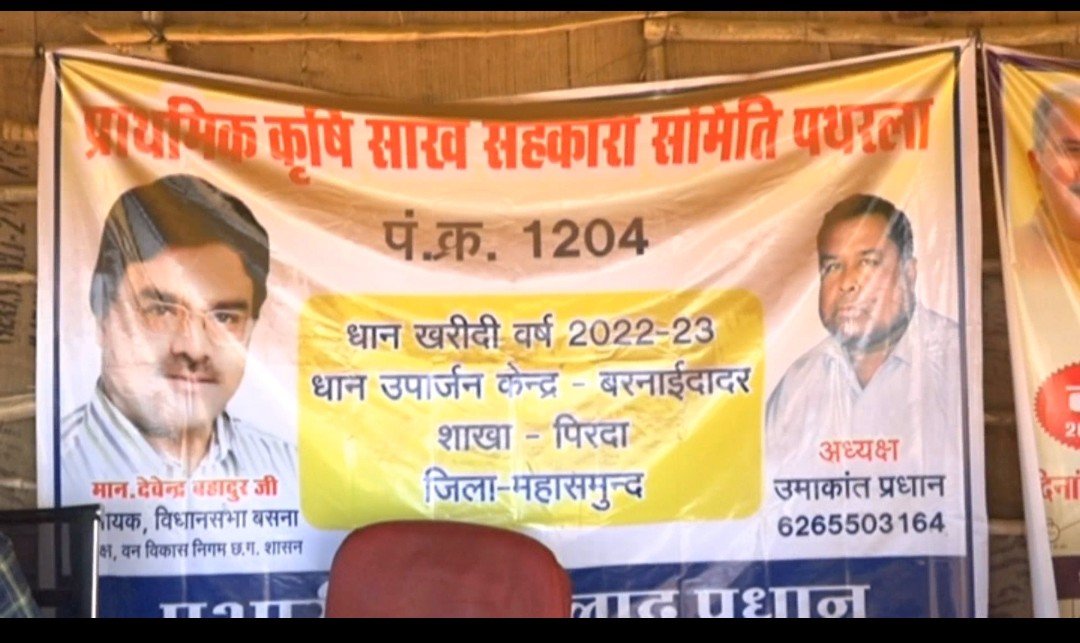 प्राथमिक कृषि साख सहकारी समिति पथरला
पं.क्र. 1204
धान खरीदी वर्ष 2022-23
धान उपार्जन केन्द्र - बरनाईदादर
शाखा - पिरदा
जिला-महासमुन्द
मान.देवेन्द्र बहादुर जी
ायक, विधानसभा बसना
क्ष, वन विकास निगम छ.ग. शासन
अध्यक्ष
उमाकांत प्रधान
6265503164
प्रधान